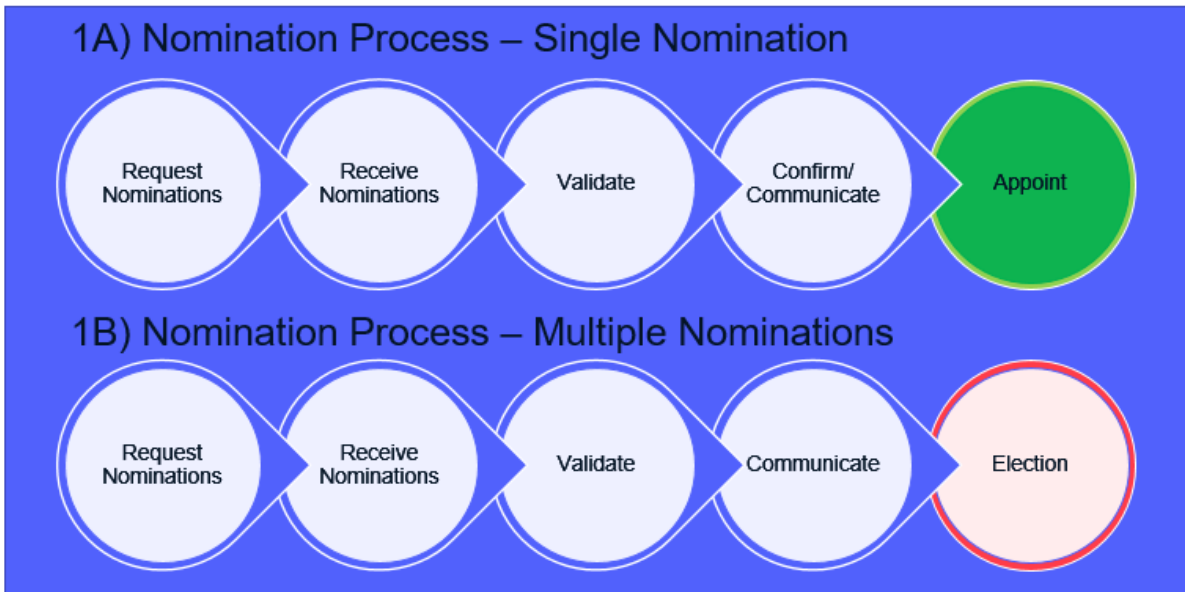 1A) Nomination Process – Single Nomination
Request
Nominations
Receive
Nominations
Validate
Confirm/
Communicate
Appoint
1B) Nomination Process – Multiple Nominations
Request
Nominations
Receive
Nominations
Validate
Communicate
Election